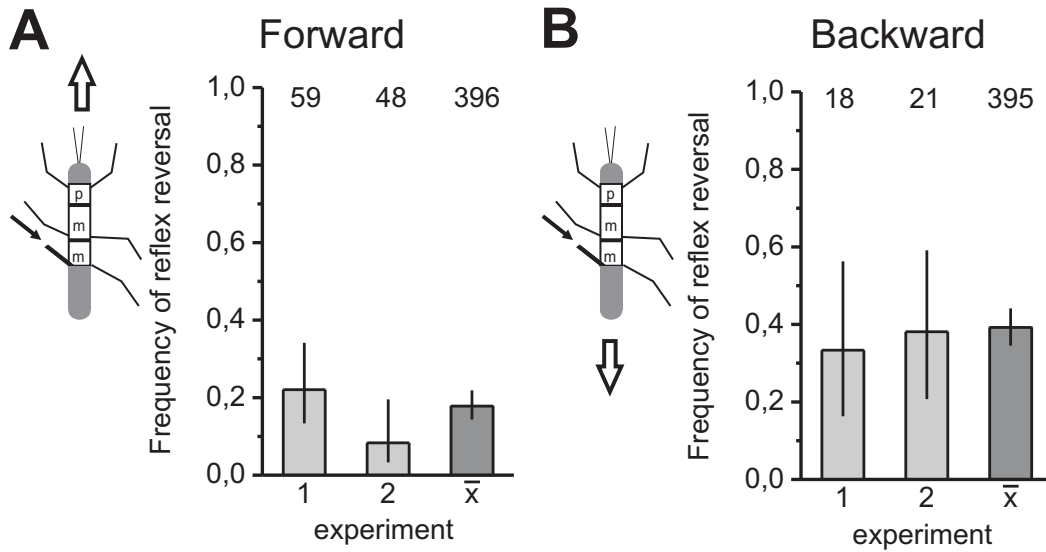 A
Forward
Frequency of reflex reversal
1,0
0,8
0,6
0,4
0,2
0,0
59 48 396
1 2 x̄
experiment
p
m
m
B
Backward
Frequency of reflex reversal
1,0
0,8
0,6
0,4
0,2
0,0
18 21 395
1 2 x̄
experiment
p
m
m